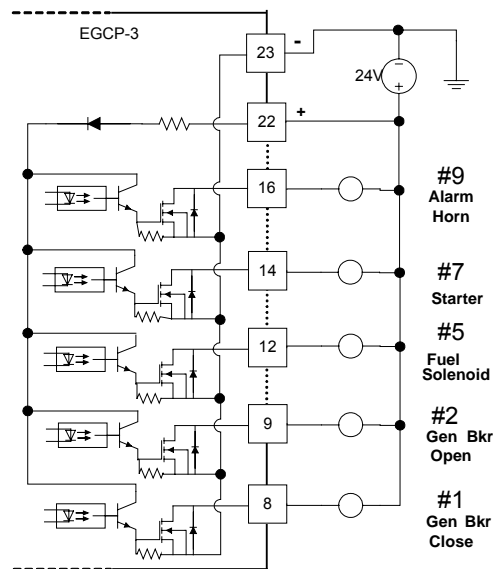 EGCP-3
23
-
24V
-
+
22
+
16
#9
Alarm
Horn
14
#7
Starter
12
#5
Fuel
Solenoid
9
#2
Gen Bkr
Open
8
#1
Gen Bkr
Close